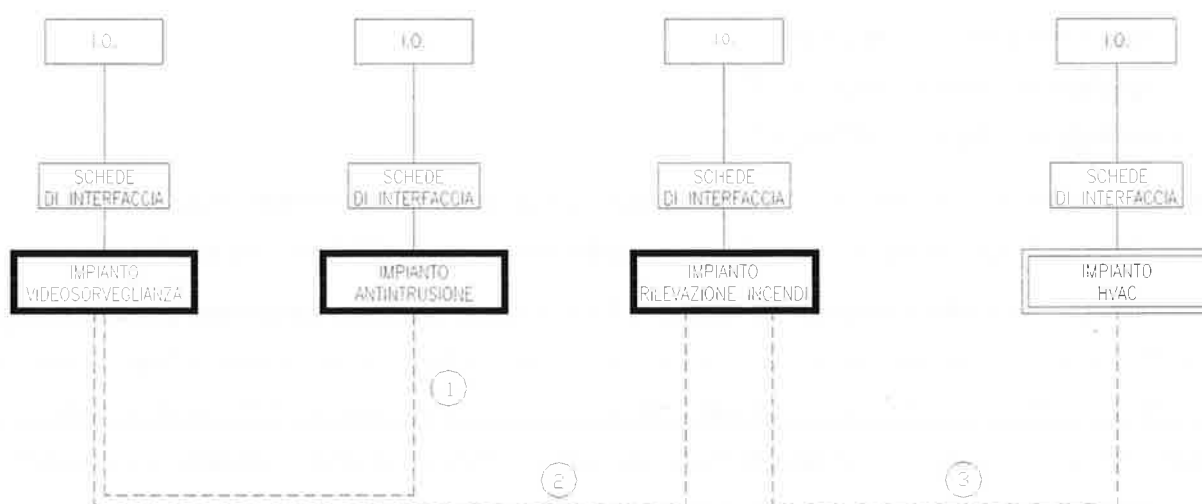 I.O.
I.O.
I.O.
I.O.
SCHEDE
DI INTERFACCIA
SCHEDE
DI INTERFACCIA
SCHEDE
DI INTERFACCIA
SCHEDE
DI INTERFACCIA
IMPIANTO
VIDEOSORVEGLIANZA
IMPIANTO
ANTINTRUSIONE
IMPIANTO
RILEVAZIONE INCENDI
IMPIANTO
HVAC
1
2
3